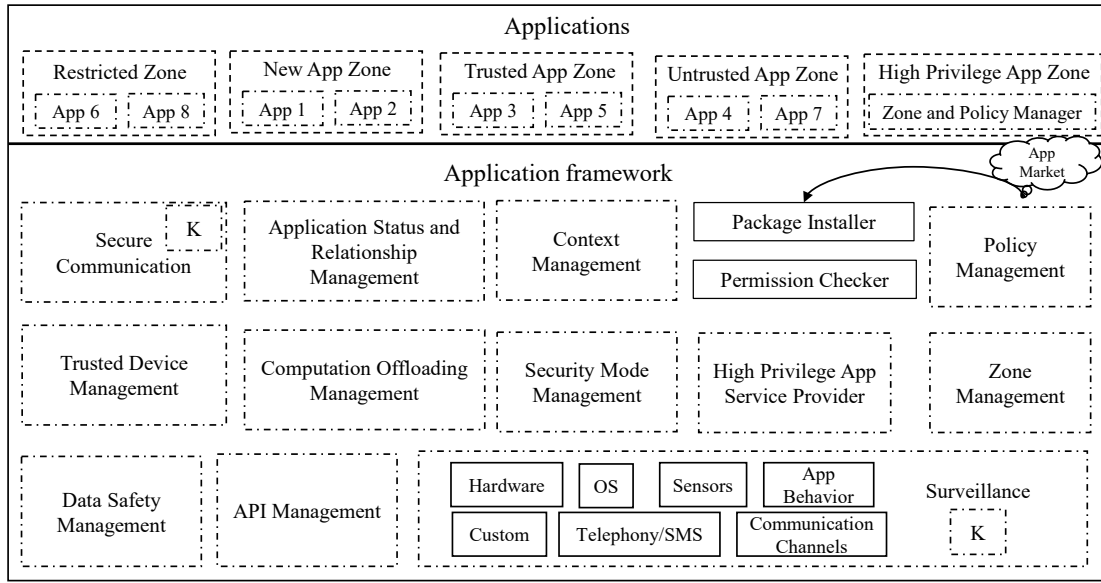 Applications
Restricted Zone
App 6
App 8
New App Zone
App 1
App 2
Trusted App Zone
App 3
App 5
Untrusted App Zone
App 4
App 7
High Privilege App Zone
Zone and Policy Manager
App
Market
Application framework
Secure
Communication
K
Application Status and
Relationship
Management
Context
Management
Package Installer
Permission Checker
Policy
Management
Trusted Device
Management
Computation Offloading
Management
Security Mode
Management
High Privilege App
Service Provider
Zone
Management
Data Safety
Management
API Management
Hardware
OS
Sensors
App
Behavior
Custom
Telephony/SMS
Communication
Channels
Surveillance
K